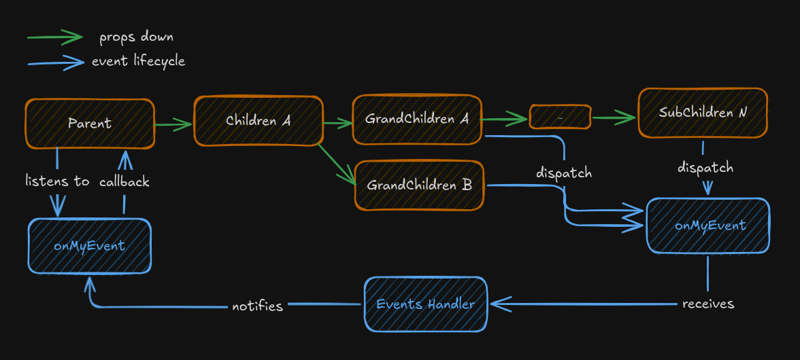 props down
event lifecycle
Parent
Children A
GrandChildren A
...
SubChildren N
GrandChildren B
dispatch
dispatch
listens to
callback
onMyEvent
onMyEvent
notifies
Events Handler
receives